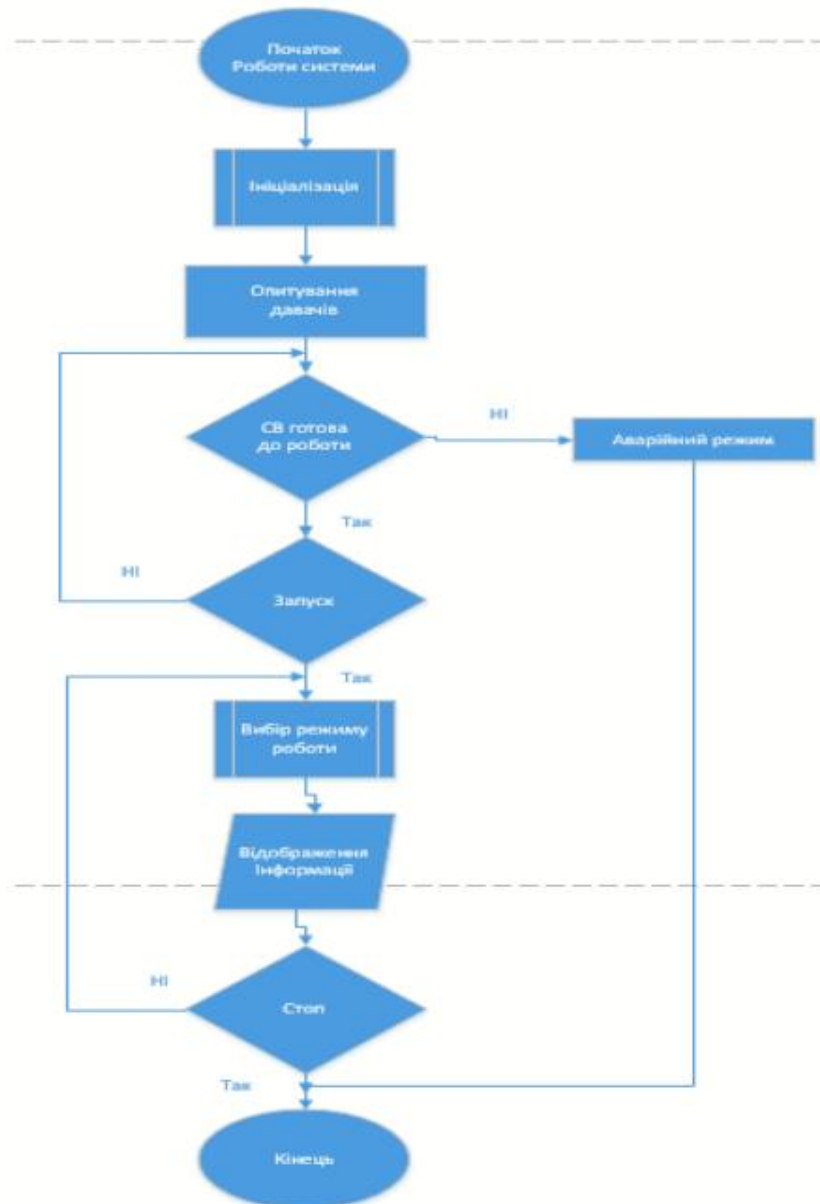 Початок
Роботи системи
Ініціалізація
Опитування
давачів
СВ готова
до роботи
НІ
Аварійний режим
Так
НІ
Запуск
Так
Вибір режиму
роботи
Відображення
Інформації
НІ
Стоп
Так
Кінець